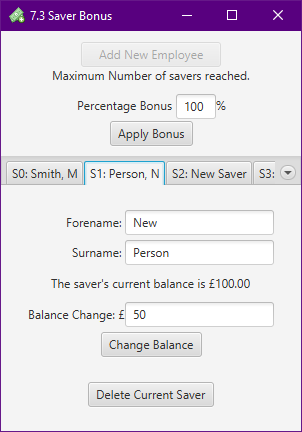 7.3 Saver Bonus
Add New Employee
Maximum Number of savers reached.
Percentage Bonus 100 %
Apply Bonus
S0: Smith, M S1: Person, N S2: New Saver S3:
Forename: New
Surname: Person
The saver's current balance is £100.00
Balance Change: £ 50
Change Balance
Delete Current Saver